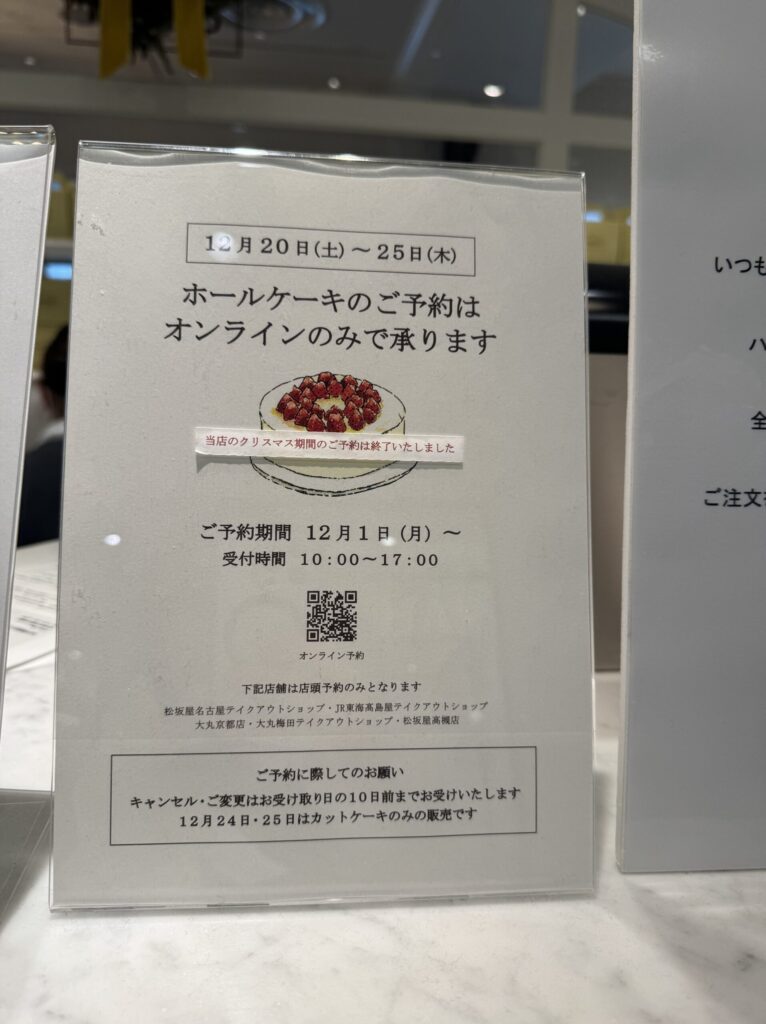 12月20日(土)～25日(木)
ホールケーキのご予約は
オンラインのみで承ります
当店のクリスマス期間のご予約は終了いたしました
ご予約期間 12月1日(月)～
受付時間 10:00～17:00
オンライン予約
下記店舗は店頭予約のみとなります
松坂屋名古屋テイクアウトショップ・JR東海高島屋テイクアウトショップ
大丸京都店・大丸梅田テイクアウトショップ・松坂屋高槻店
ご予約に際してのお願い
キャンセル・ご変更はお受け取り日の10日前までお受けいたします
12月24日・25日はカットケーキのみの販売です
いつも
ハ
全
ご注文